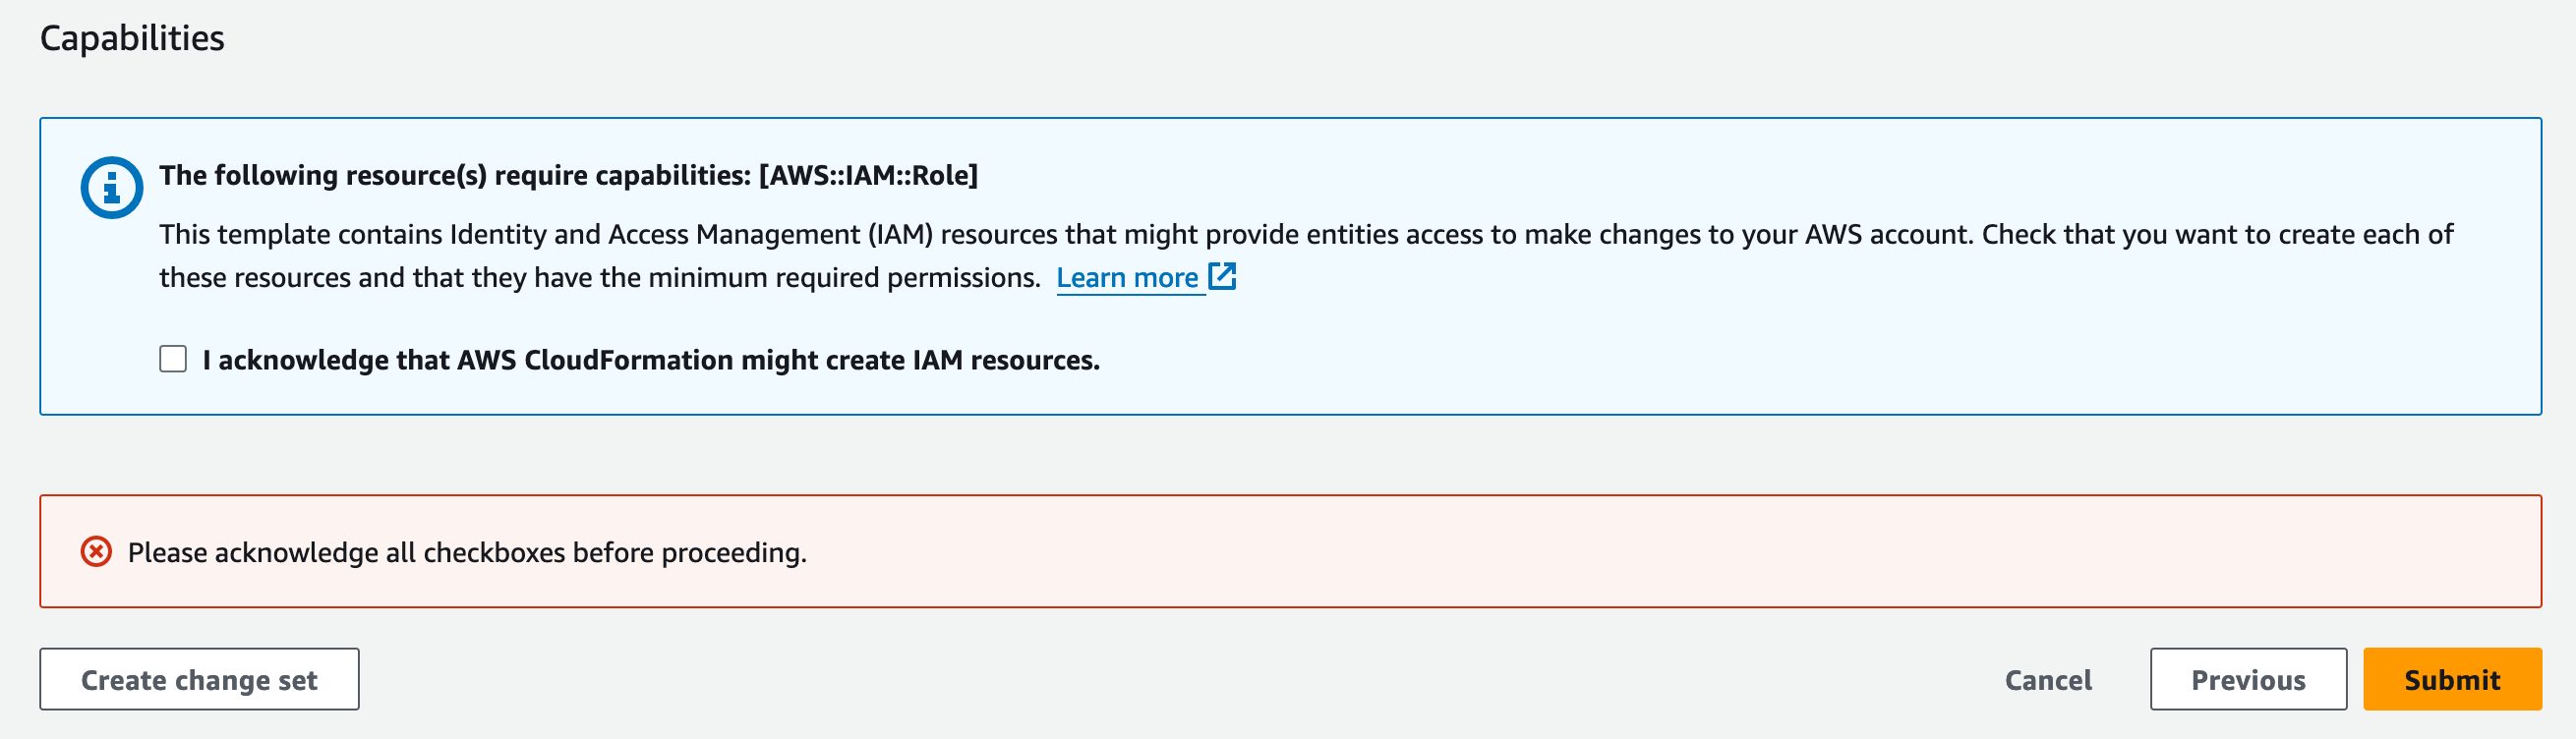 Capabilities
The following resource(s) require capabilities: [AWS::IAM::Role]
This template contains Identity and Access Management (IAM) resources that might provide entities access to make changes to your AWS account. Check that you want to create each of
these resources and that they have the minimum required permissions. Learn more
I acknowledge that AWS CloudFormation might create IAM resources.
Please acknowledge all checkboxes before proceeding.
Create change set
Cancel
Previous
Submit